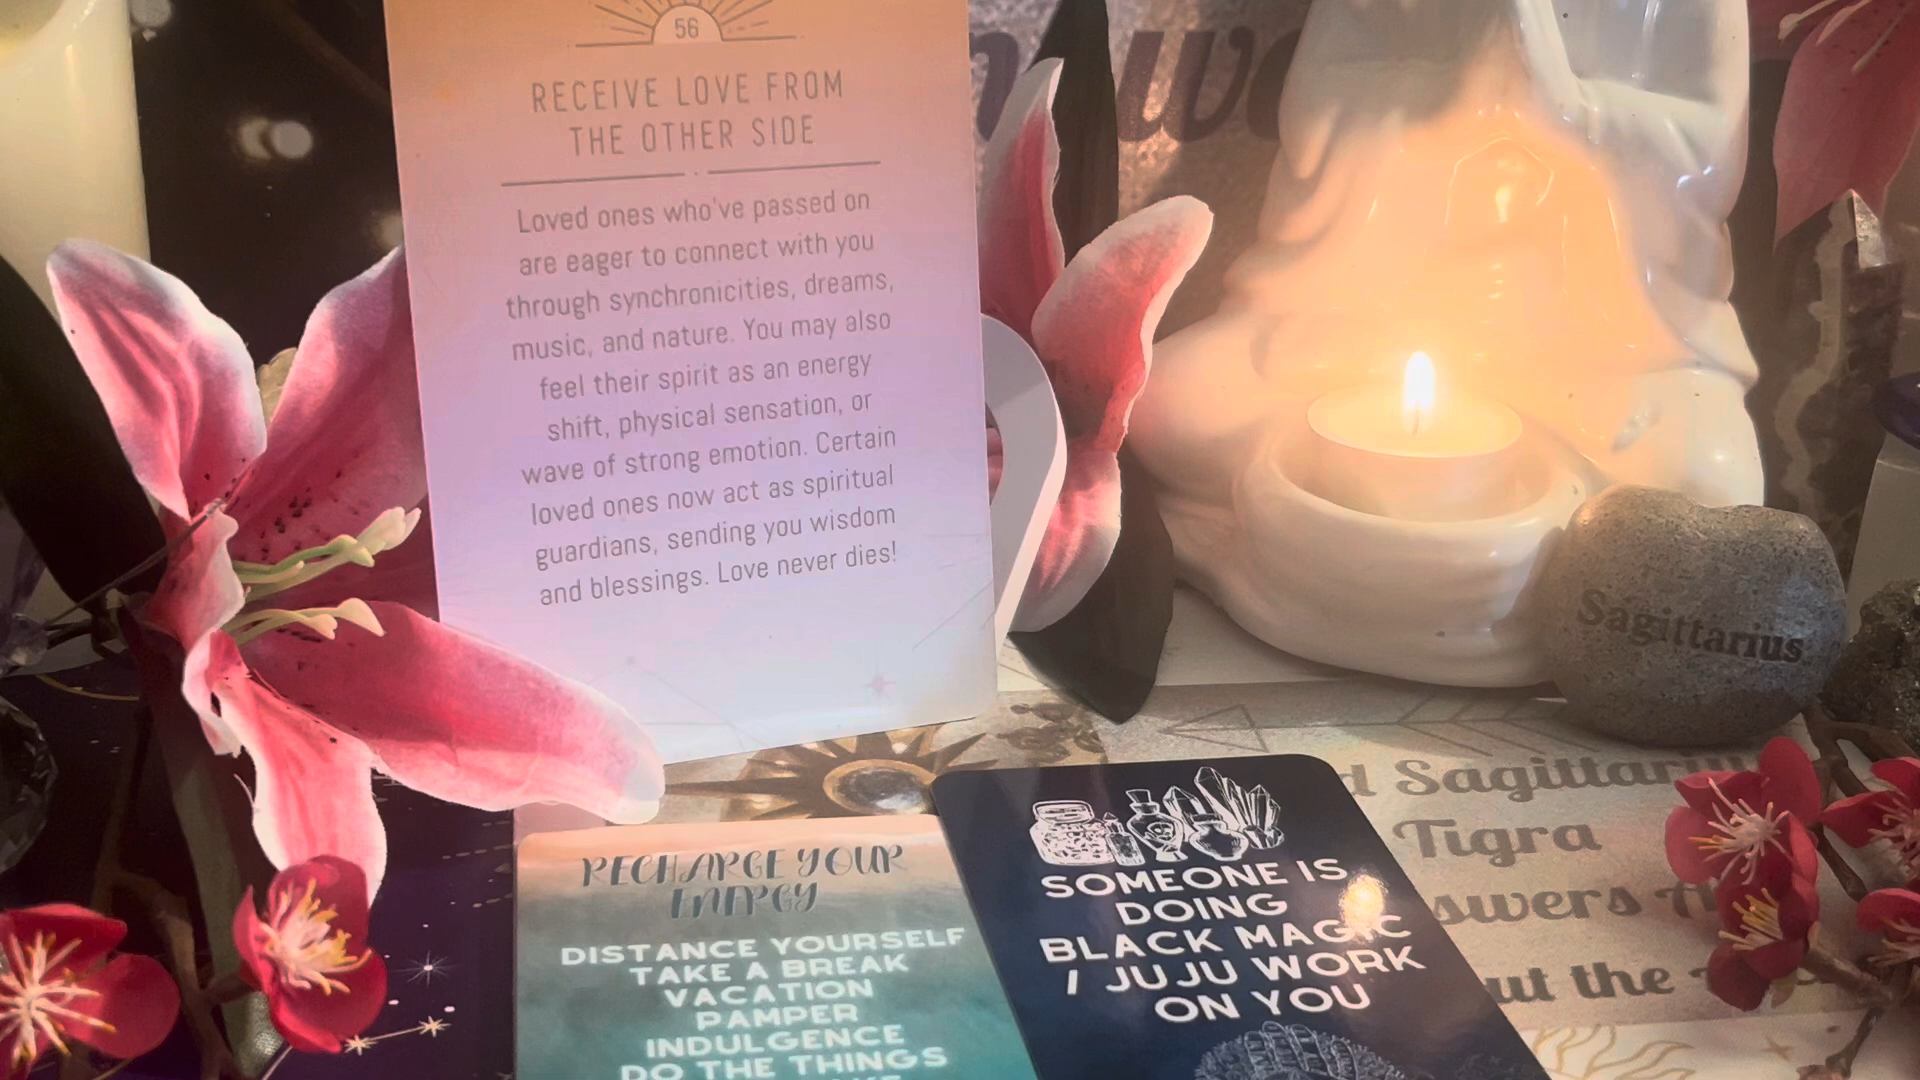 56
RECEIVE LOVE FROM
THE OTHER SIDE
Loved ones who've passed on
are eager to connect with you
through synchronicities, dreams,
music, and nature. You may also
feel their spirit as an energy
shift, physical sensation, or
wave of strong emotion. Certain
loved ones now act as spiritual
guardians, sending you wisdom
and blessings. Love never dies!
Sagittarius
RECHARGE YOUR
ENERGY
DISTANCE YOURSELF
TAKE A BREAK
VACATION
PAMPER
INDULGENCE
DO THE THINGS
SOMEONE IS
DOING
BLACK MAGIC
/ JUJU WORK
ON YOU
Tigra
the